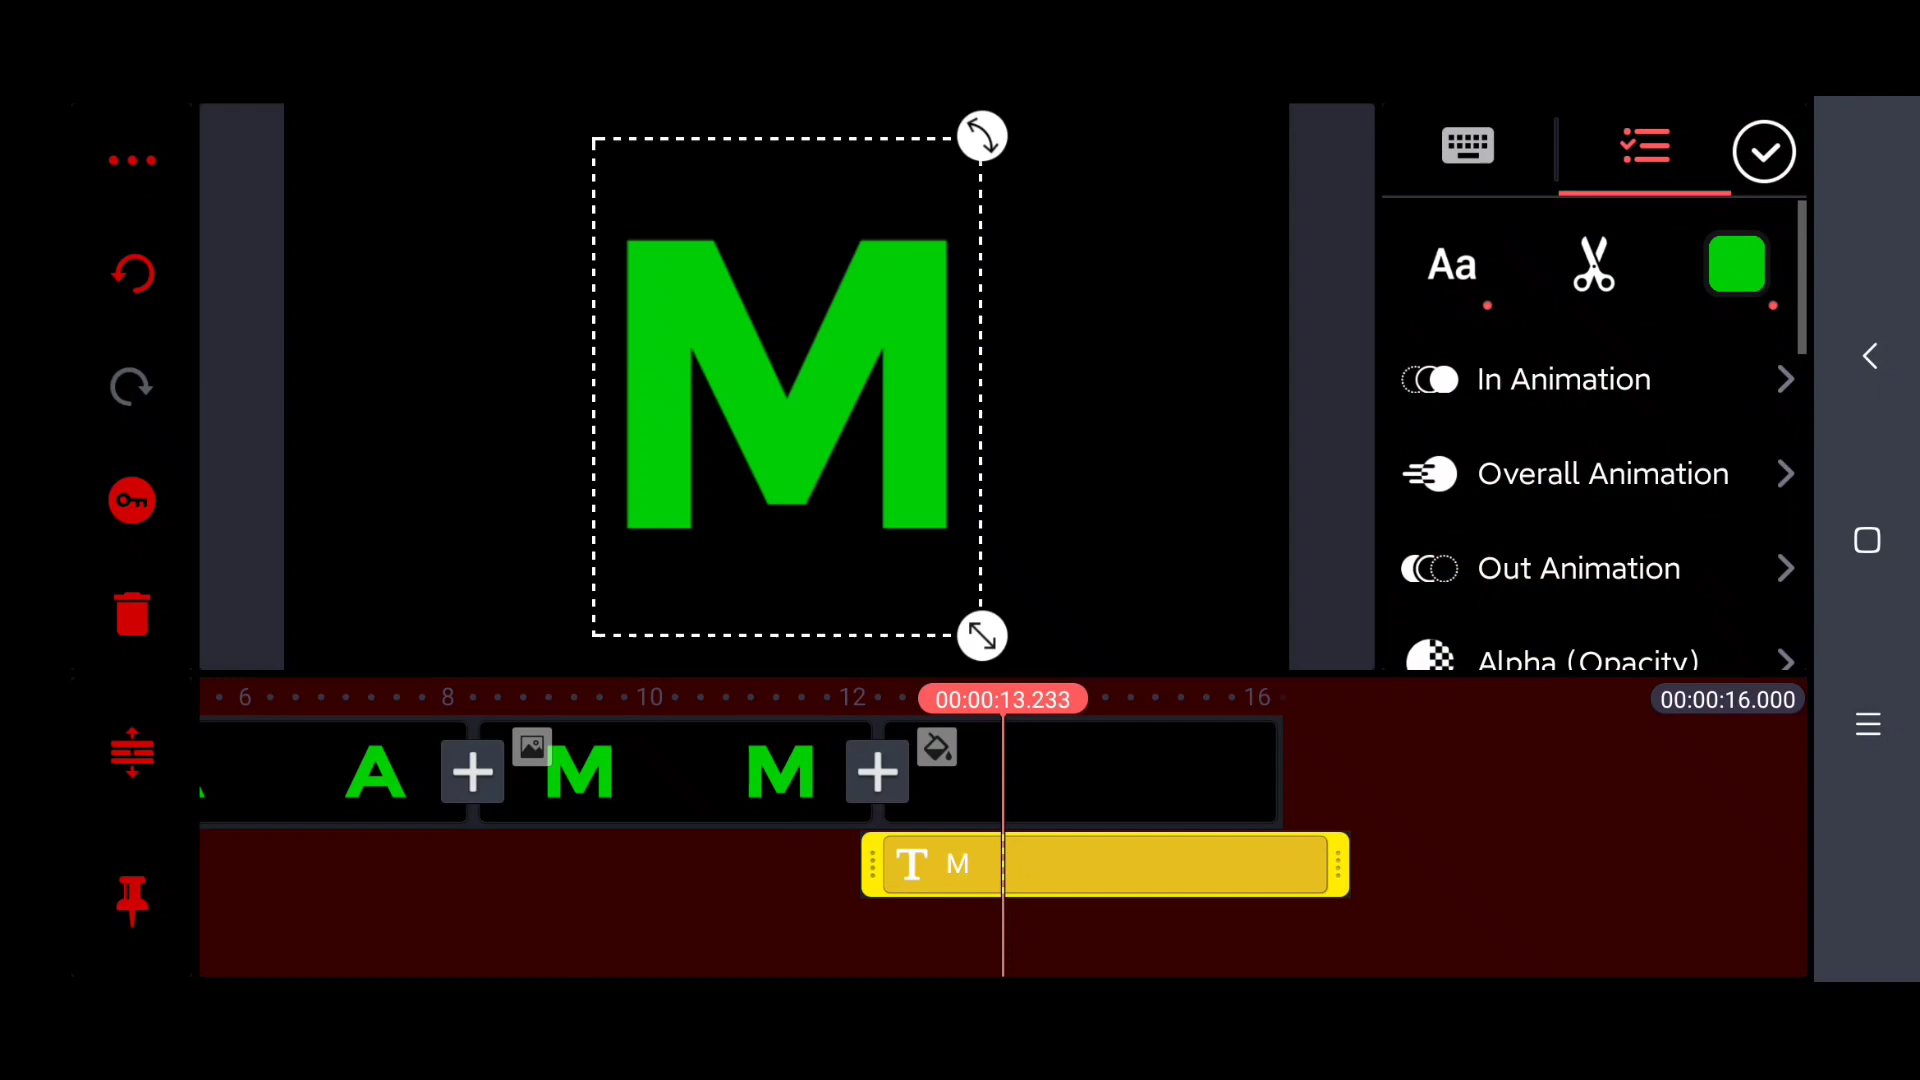 M
Aa
In Animation
Overall Animation
Out Animation
Alpha (Opacity)
6 8 10 12 00:00:13.233 16 00:00:16.000
A M M
T M